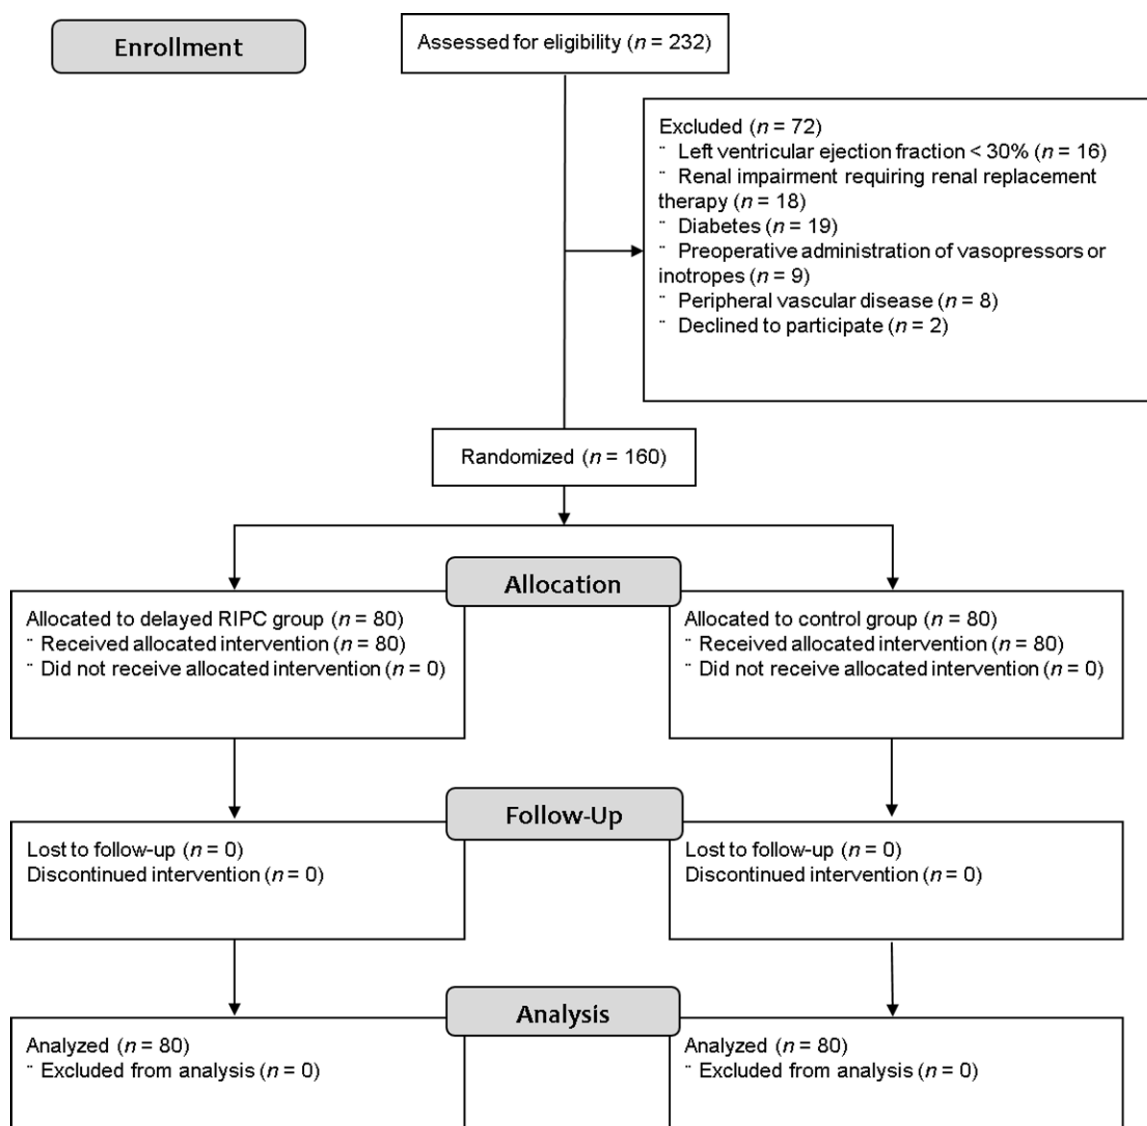 Enrollment
Assessed for eligibility (n = 232)
Excluded (n = 72)
¨ Left ventricular ejection fraction < 30% (n = 16)
¨ Renal impairment requiring renal replacement
therapy (n = 18)
¨ Diabetes (n = 19)
¨ Preoperative administration of vasopressors or
inotropes (n = 9)
¨ Peripheral vascular disease (n = 8)
¨ Declined to participate (n = 2)
Randomized (n = 160)
Allocation
Allocated to delayed RIPC group (n = 80)
¨ Received allocated intervention (n = 80)
¨ Did not receive allocated intervention (n = 0)
Allocated to control group (n = 80)
¨ Received allocated intervention (n = 80)
¨ Did not receive allocated intervention (n = 0)
Follow-Up
Lost to follow-up (n = 0)
Discontinued intervention (n = 0)
Lost to follow-up (n = 0)
Discontinued intervention (n = 0)
Analysis
Analyzed (n = 80)
¨ Excluded from analysis (n = 0)
Analyzed (n = 80)
¨ Excluded from analysis (n = 0)